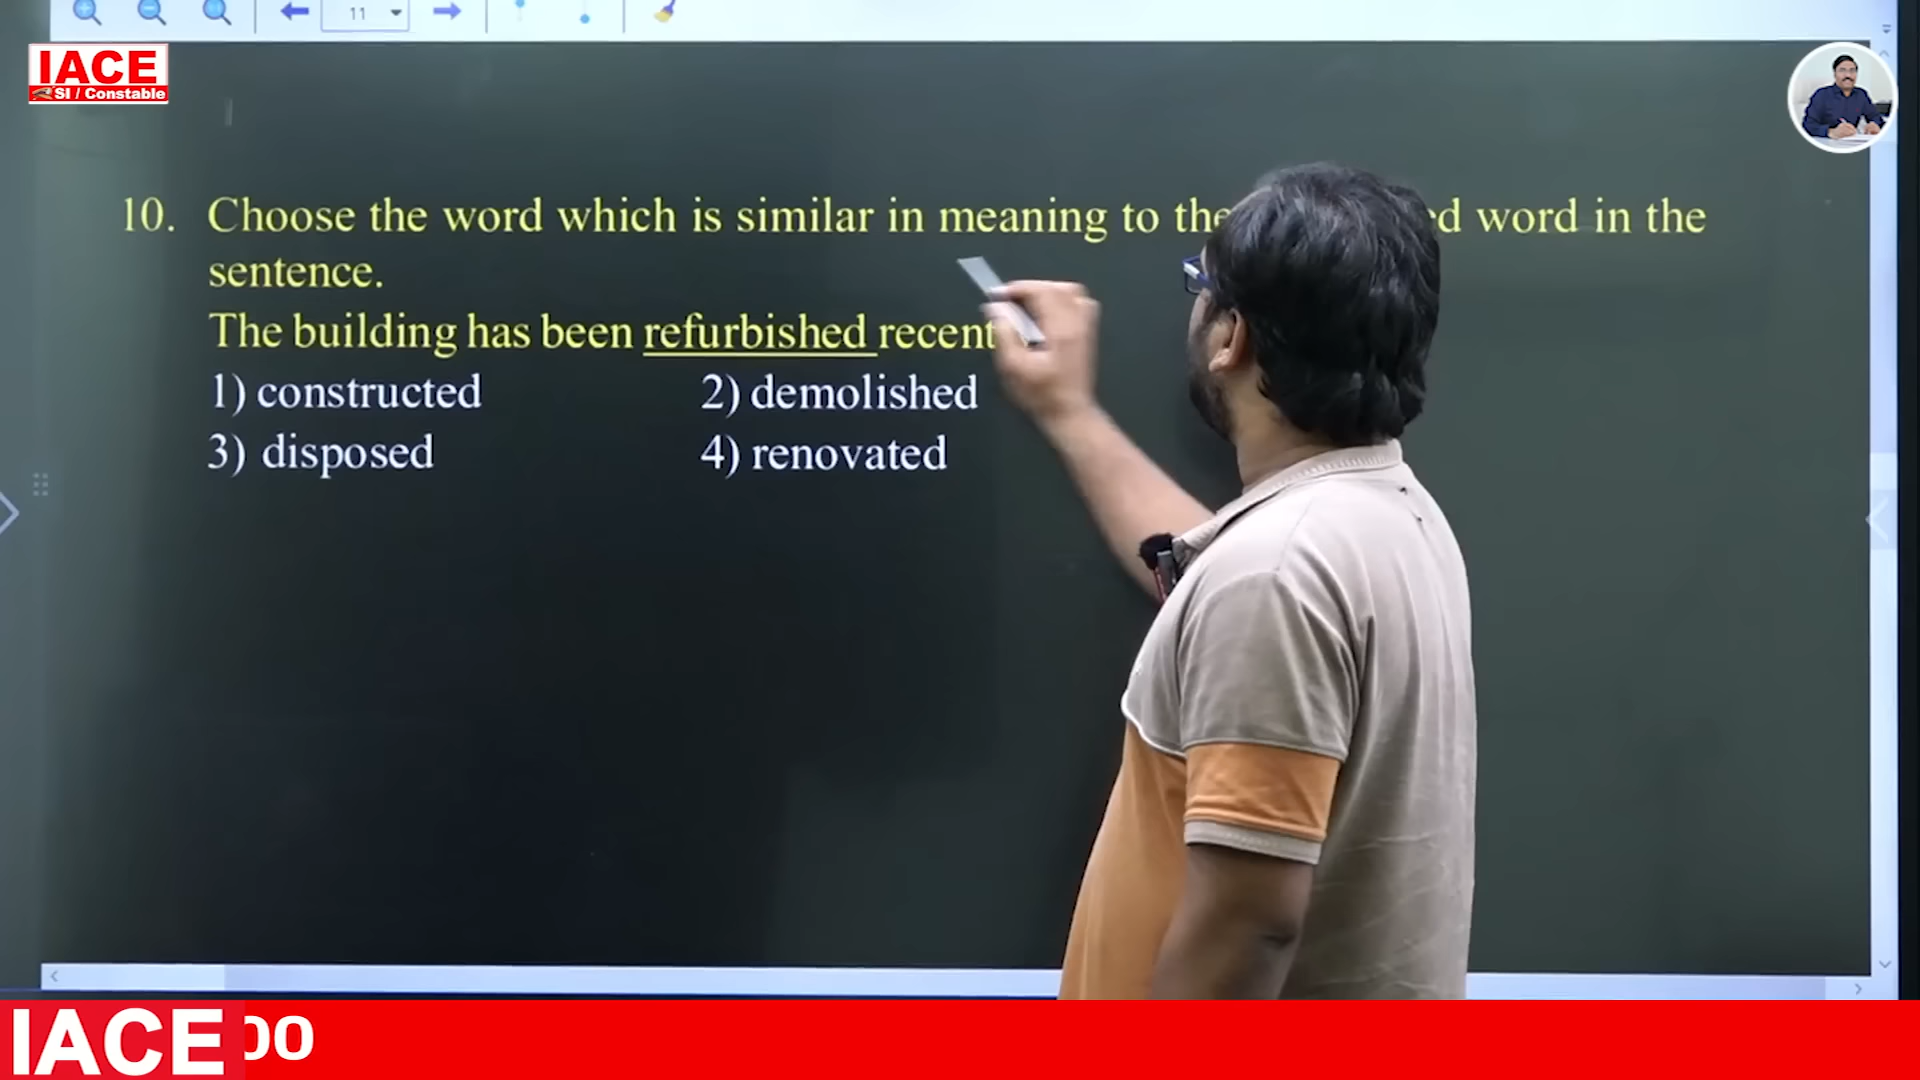 11
IACE
SI / Constable
10. Choose the word which is similar in meaning to the word in the
sentence.
The building has been refurbished
1) constructed 2) demolished
3) disposed 4) renovated
IACE